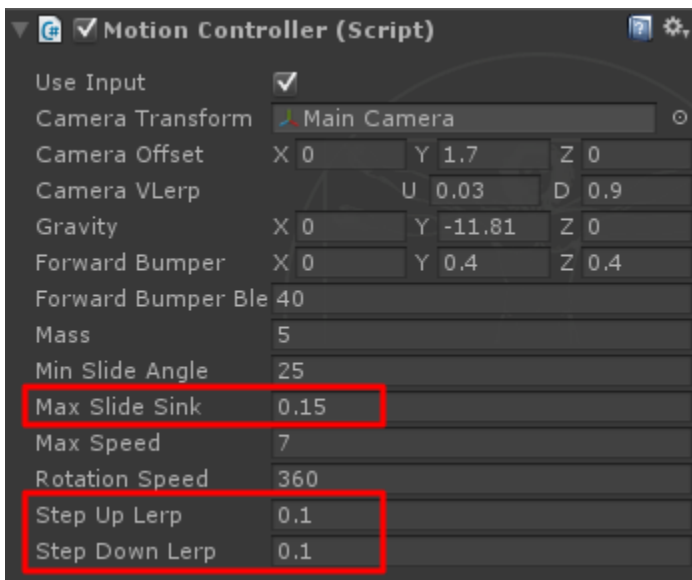 Motion Controller (Script)
Use Input
Camera Transform Main Camera
Camera Offset X 0 Y 1.7 Z 0
Camera VLerp U 0.03 D 0.9
Gravity X 0 Y -11.81 Z 0
Forward Bumper X 0 Y 0.4 Z 0.4
Forward Bumper Ble 40
Mass 5
Min Slide Angle 25
Max Slide Sink 0.15
Max Speed 7
Rotation Speed 360
Step Up Lerp 0.1
Step Down Lerp 0.1